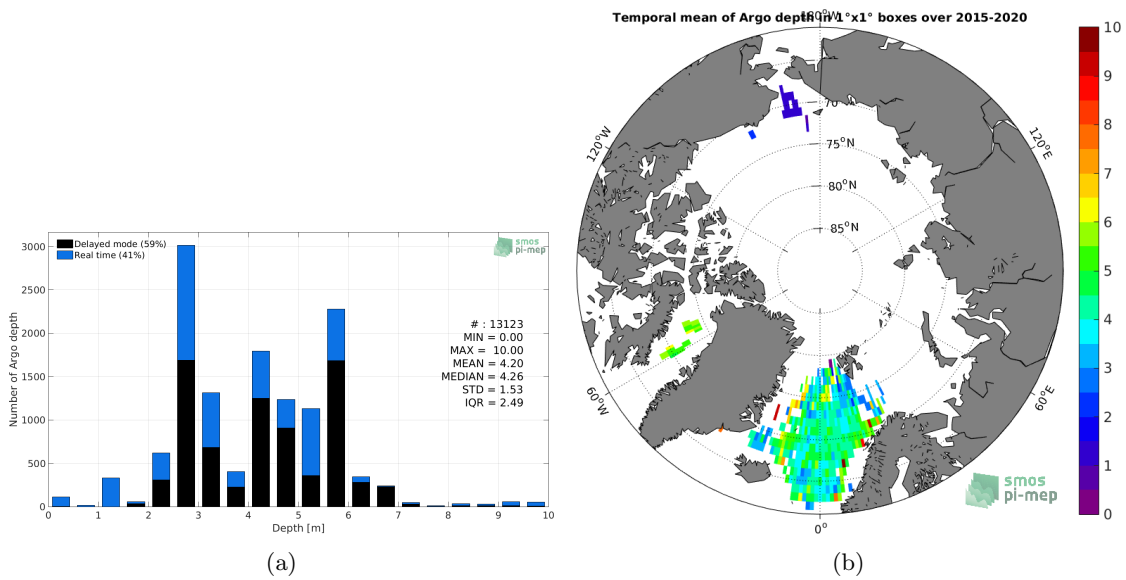 Delayed mode (59%)
Real time (41%)
smos
pi-mep
# : 13123
MIN = 0.00
MAX = 10.00
MEAN = 4.20
MEDIAN = 4.26
STD = 1.53
IQR = 2.49
Number of Argo depth
3000
2500
2000
1500
1000
500
0
0 1 2 3 4 5 6 7 8 9 10
Depth [m]
(a)
Temporal mean of Argo depth in 1°x1° boxes over 2015-2020
180°W
120°W
120°E
70°N
75°N
80°N
85°N
60°W
60°E
0°
smos
pi-mep
10
9
8
7
6
5
4
3
2
1
0
(b)